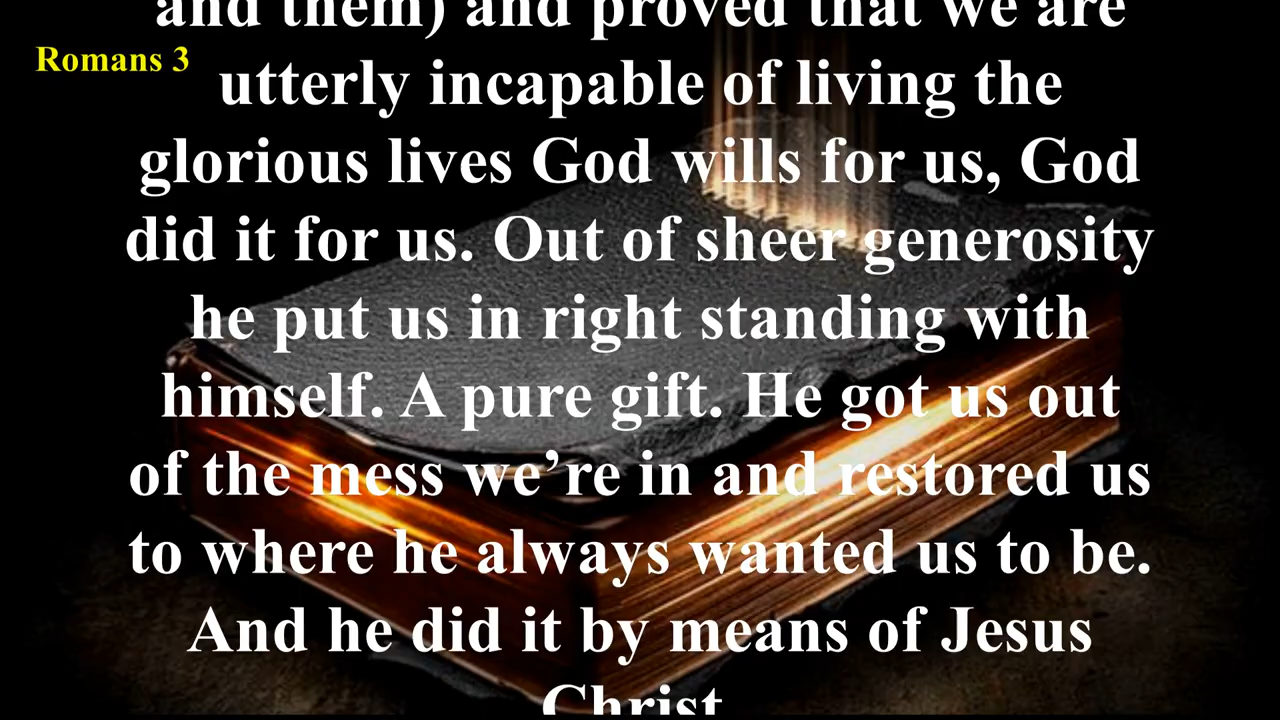 and them) and proved that we are
Romans 3
utterly incapable of living the
glorious lives God wills for us, God
did it for us. Out of sheer generosity
he put us in right standing with
himself. A pure gift. He got us out
of the mess we’re in and restored us
to where he always wanted us to be.
And he did it by means of Jesus
Christ